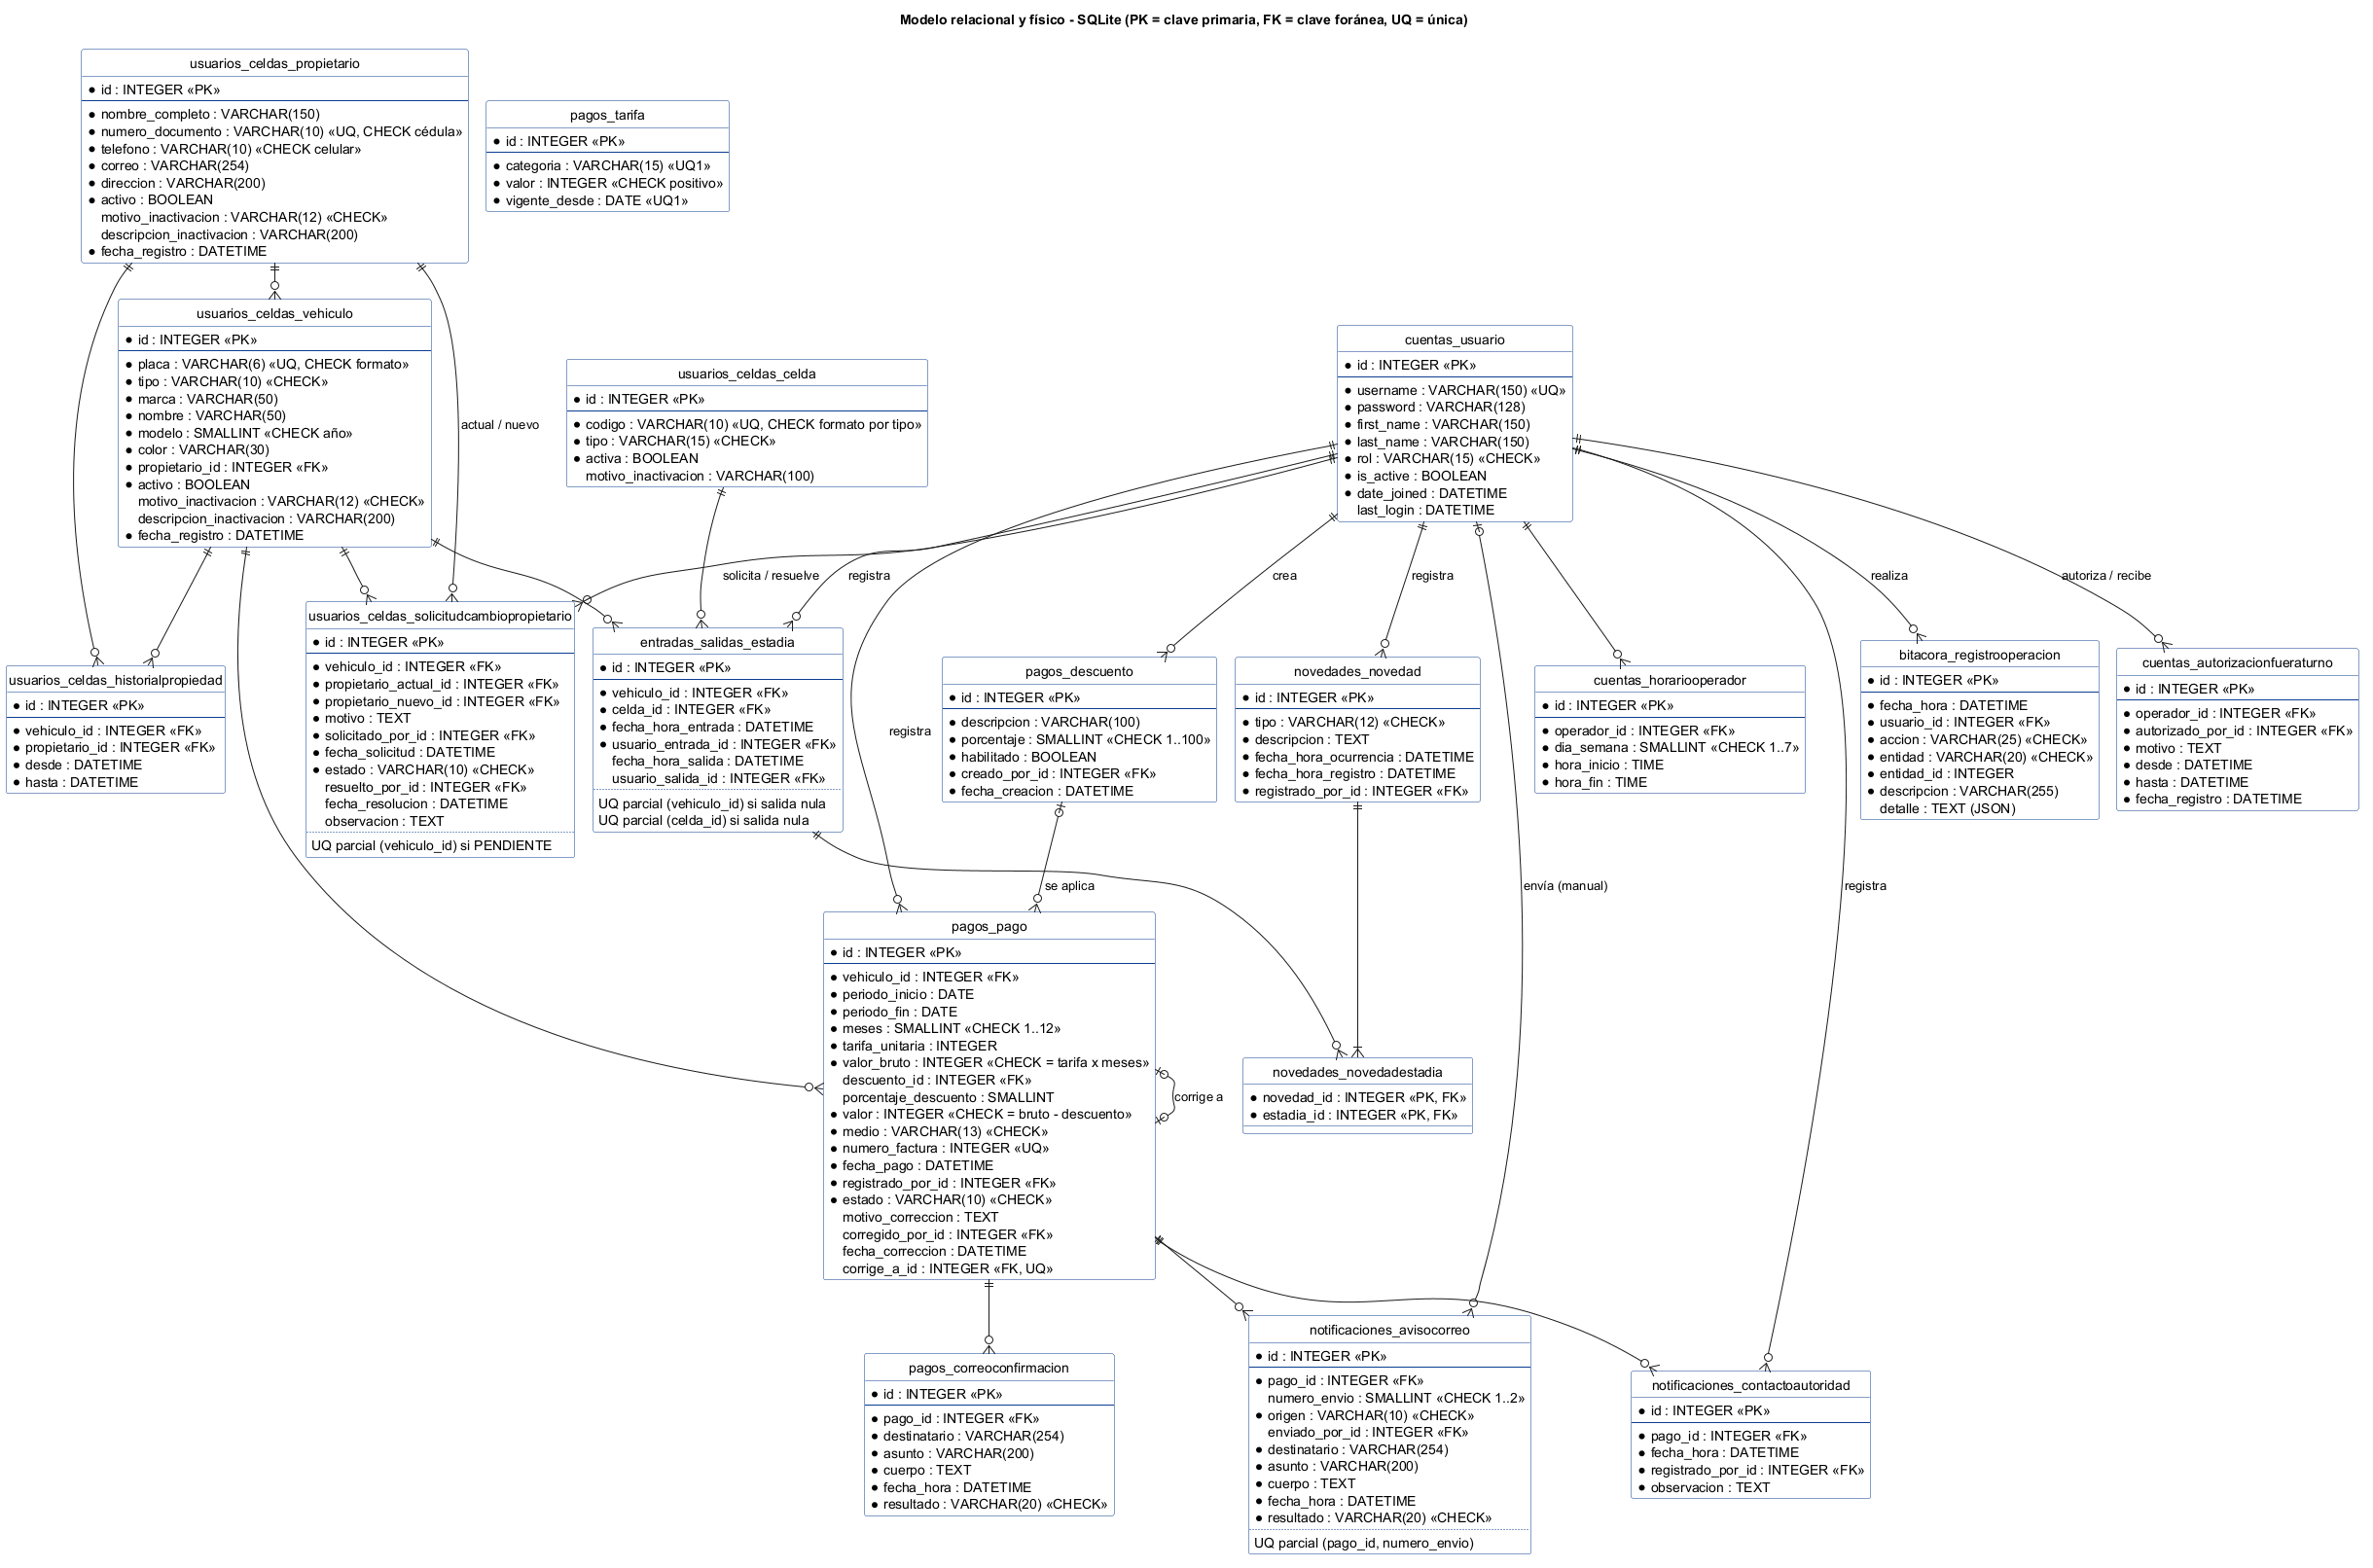 Modelo relacional y físico - SQLite (PK = clave primaria, FK = clave foránea, UQ = única)
usuarios_celdas_propietario
id : INTEGER «PK»
nombre_completo : VARCHAR(150)
numero_documento : VARCHAR(10) «UQ, CHECK cédula»
telefono : VARCHAR(10) «CHECK celular»
correo : VARCHAR(254)
direccion : VARCHAR(200)
activo : BOOLEAN
motivo_inactivacion : VARCHAR(12) «CHECK»
descripcion_inactivacion : VARCHAR(200)
fecha_registro : DATETIME
pagos_tarifa
id : INTEGER «PK»
categoria : VARCHAR(15) «UQ1»
valor : INTEGER «CHECK positivo»
vigente_desde : DATE «UQ1»
usuarios_celdas_vehiculo
id : INTEGER «PK»
placa : VARCHAR(6) «UQ, CHECK formato»
tipo : VARCHAR(10) «CHECK»
marca : VARCHAR(50)
nombre : VARCHAR(50)
modelo : SMALLINT «CHECK año»
color : VARCHAR(30)
propietario_id : INTEGER «FK»
activo : BOOLEAN
motivo_inactivacion : VARCHAR(12) «CHECK»
descripcion_inactivacion : VARCHAR(200)
fecha_registro : DATETIME
actual / nuevo
usuarios_celdas_celda
id : INTEGER «PK»
codigo : VARCHAR(10) «UQ, CHECK formato por tipo»
tipo : VARCHAR(15) «CHECK»
activa : BOOLEAN
motivo_inactivacion : VARCHAR(100)
cuentas_usuario
id : INTEGER «PK»
username : VARCHAR(150) «UQ»
password : VARCHAR(128)
first_name : VARCHAR(150)
last_name : VARCHAR(150)
rol : VARCHAR(15) «CHECK»
is_active : BOOLEAN
date_joined : DATETIME
last_login : DATETIME
solicita / resuelve
registra
crea
registra
realiza
autoriza / recibe
usuarios_celdas_historialpropiedad
id : INTEGER «PK»
vehiculo_id : INTEGER «FK»
propietario_id : INTEGER «FK»
desde : DATETIME
hasta : DATETIME
usuarios_celdas_solicitudcambiopropietario
id : INTEGER «PK»
vehiculo_id : INTEGER «FK»
propietario_actual_id : INTEGER «FK»
propietario_nuevo_id : INTEGER «FK»
motivo : TEXT
solicitado_por_id : INTEGER «FK»
fecha_solicitud : DATETIME
estado : VARCHAR(10) «CHECK»
resuelto_por_id : INTEGER «FK»
fecha_resolucion : DATETIME
observacion : TEXT
UQ parcial (vehiculo_id) si PENDIENTE
entradas_salidas_estadia
id : INTEGER «PK»
vehiculo_id : INTEGER «FK»
celda_id : INTEGER «FK»
fecha_hora_entrada : DATETIME
usuario_entrada_id : INTEGER «FK»
fecha_hora_salida : DATETIME
usuario_salida_id : INTEGER «FK»
UQ parcial (vehiculo_id) si salida nula
UQ parcial (celda_id) si salida nula
registra
pagos_descuento
id : INTEGER «PK»
descripcion : VARCHAR(100)
porcentaje : SMALLINT «CHECK 1..100»
habilitado : BOOLEAN
creado_por_id : INTEGER «FK»
fecha_creacion : DATETIME
novedades_novedad
id : INTEGER «PK»
tipo : VARCHAR(12) «CHECK»
descripcion : TEXT
fecha_hora_ocurrencia : DATETIME
fecha_hora_registro : DATETIME
registrado_por_id : INTEGER «FK»
cuentas_horariooperador
id : INTEGER «PK»
operador_id : INTEGER «FK»
dia_semana : SMALLINT «CHECK 1..7»
hora_inicio : TIME
hora_fin : TIME
bitacora_registrooperacion
id : INTEGER «PK»
fecha_hora : DATETIME
usuario_id : INTEGER «FK»
accion : VARCHAR(25) «CHECK»
entidad : VARCHAR(20) «CHECK»
entidad_id : INTEGER
descripcion : VARCHAR(255)
detalle : TEXT (JSON)
cuentas_autorizacionfueraturno
id : INTEGER «PK»
operador_id : INTEGER «FK»
autorizado_por_id : INTEGER «FK»
motivo : TEXT
desde : DATETIME
hasta : DATETIME
fecha_registro : DATETIME
se aplica
envía (manual)
registra
pagos_pago
id : INTEGER «PK»
vehiculo_id : INTEGER «FK»
periodo_inicio : DATE
periodo_fin : DATE
meses : SMALLINT «CHECK 1..12»
tarifa_unitaria : INTEGER
valor_bruto : INTEGER «CHECK = tarifa x meses»
descuento_id : INTEGER «FK»
porcentaje_descuento : SMALLINT
valor : INTEGER «CHECK = bruto - descuento»
medio : VARCHAR(13) «CHECK»
numero_factura : INTEGER «UQ»
fecha_pago : DATETIME
registrado_por_id : INTEGER «FK»
estado : VARCHAR(10) «CHECK»
motivo_correccion : TEXT
corregido_por_id : INTEGER «FK»
fecha_correccion : DATETIME
corrige_a_id : INTEGER «FK, UQ»
corrige a
novedades_novedadestadia
novedad_id : INTEGER «PK, FK»
estadia_id : INTEGER «PK, FK»
pagos_correoconfirmacion
id : INTEGER «PK»
pago_id : INTEGER «FK»
destinatario : VARCHAR(254)
asunto : VARCHAR(200)
cuerpo : TEXT
fecha_hora : DATETIME
resultado : VARCHAR(20) «CHECK»
notificaciones_avisocorreo
id : INTEGER «PK»
pago_id : INTEGER «FK»
numero_envio : SMALLINT «CHECK 1..2»
origen : VARCHAR(10) «CHECK»
enviado_por_id : INTEGER «FK»
destinatario : VARCHAR(254)
asunto : VARCHAR(200)
cuerpo : TEXT
fecha_hora : DATETIME
resultado : VARCHAR(20) «CHECK»
UQ parcial (pago_id, numero_envio)
notificaciones_contactoautoridad
id : INTEGER «PK»
pago_id : INTEGER «FK»
fecha_hora : DATETIME
registrado_por_id : INTEGER «FK»
observacion : TEXT